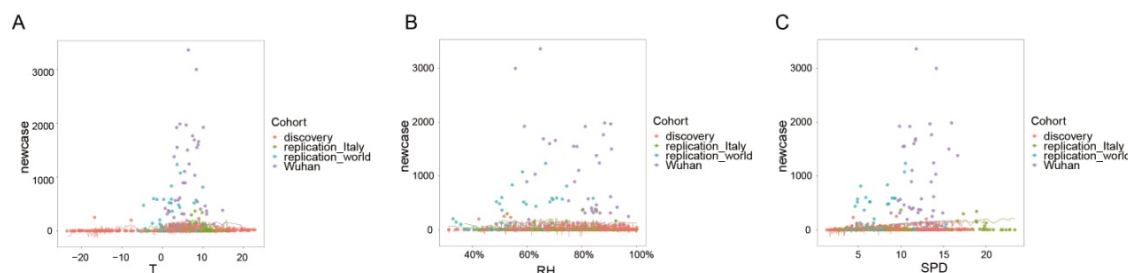 A
B
C
newcase
3000
2000
1000
0
−20
−10
0
10
20
T
Cohort
discovery
replication_Italy
replication_world
Wuhan
newcase
3000
2000
1000
0
40%
60%
80%
100%
RH
Cohort
discovery
replication_Italy
replication_world
Wuhan
newcase
3000
2000
1000
0
5
10
15
20
SPD
Cohort
discovery
replication_Italy
replication_world
Wuhan